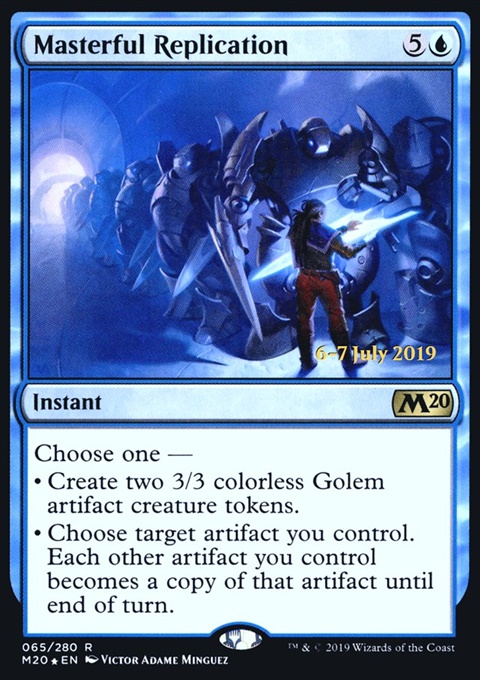 Masterful Replication 5
6–7 July 2019
Instant M20
Choose one —
• Create two 3/3 colorless Golem
artifact creature tokens.
• Choose target artifact you control.
Each other artifact you control
becomes a copy of that artifact until
end of turn.
065/280 R ™ & © 2019 Wizards of the Coast
M20★EN Victor Adame Minguez